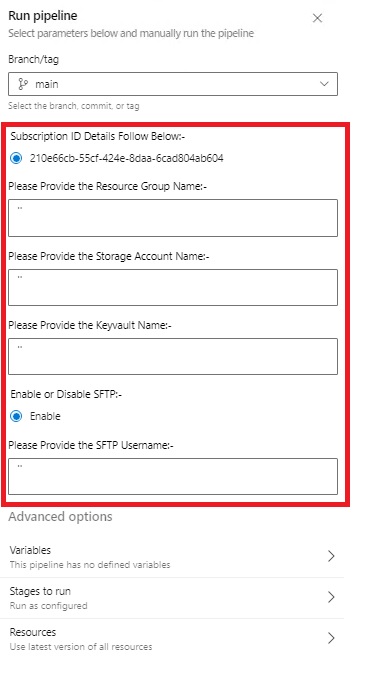 Run pipeline
Select parameters below and manually run the pipeline
Branch/tag
main
Select the branch, commit, or tag
Subscription ID Details Follow Below:-
210e66cb-55cf-424e-8daa-6cad804ab604
Please Provide the Resource Group Name:-
''
Please Provide the Storage Account Name:-
''
Please Provide the Keyvault Name:-
''
Enable or Disable SFTP:-
Enable
Please Provide the SFTP Username:-
''
Advanced options
Variables
This pipeline has no defined variables
Stages to run
Run as configured
Resources
Use latest version of all resources